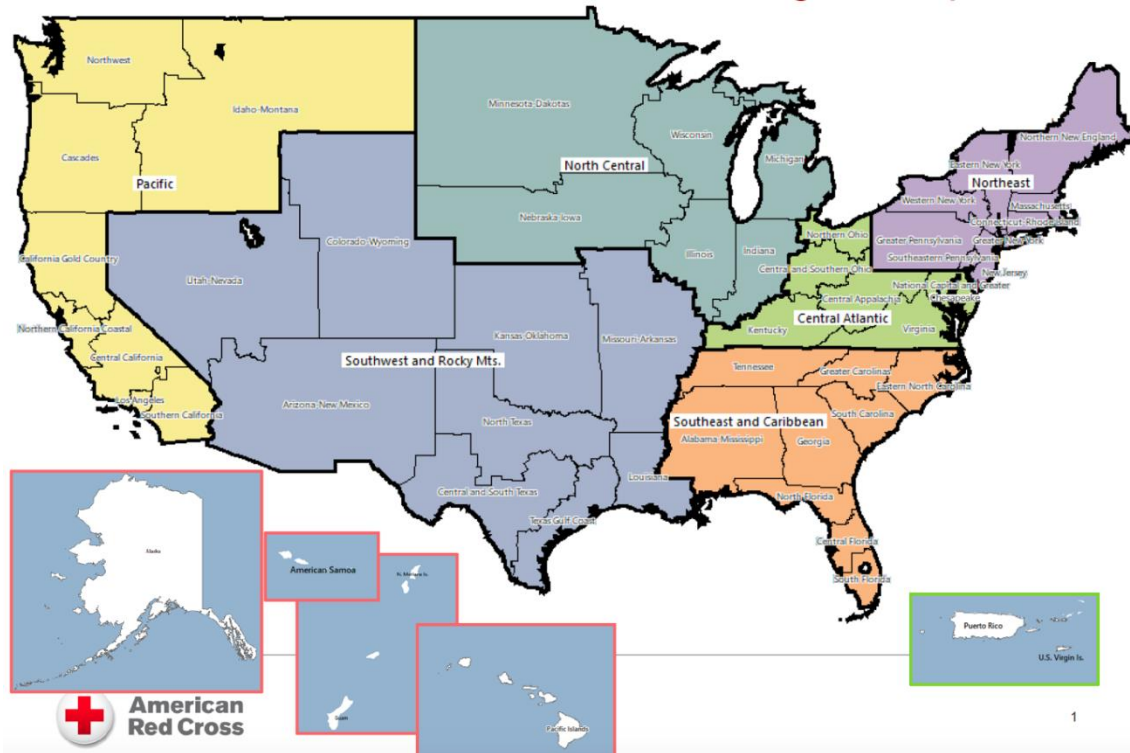 Northwest
Idaho-Montana
Cascades
Pacific
California Gold Country
Northern California Coastal
Central California
Los Angeles
Southern California
Utah-Nevada
Colorado-Wyoming
Southwest and Rocky Mts.
Arizona-New Mexico
Kansas-Oklahoma
Missouri-Arkansas
North Texas
Central and South Texas
Texas Gulf Coast
Louisiana
Minnesota-Dakotas
Wisconsin
Michigan
North Central
Nebraska-Iowa
Illinois
Indiana
Northern New England
Eastern New York
Northeast
Western New York
Massachusetts
Connecticut-Rhode Island
Greater Pennsylvania
Greater New York
Southeastern Pennsylvania
New Jersey
Northern Ohio
Central and Southern Ohio
National Capital and Greater
Chesapeake
Central Appalachia
Central Atlantic
Kentucky
Virginia
Tennessee
Greater Carolinas
Eastern North Carolina
South Carolina
Southeast and Caribbean
Alabama-Mississippi
Georgia
North Florida
Central Florida
South Florida
Alaska
American Samoa
Guam
Pacific Islands
Puerto Rico
U.S. Virgin Is.
American
Red Cross
1